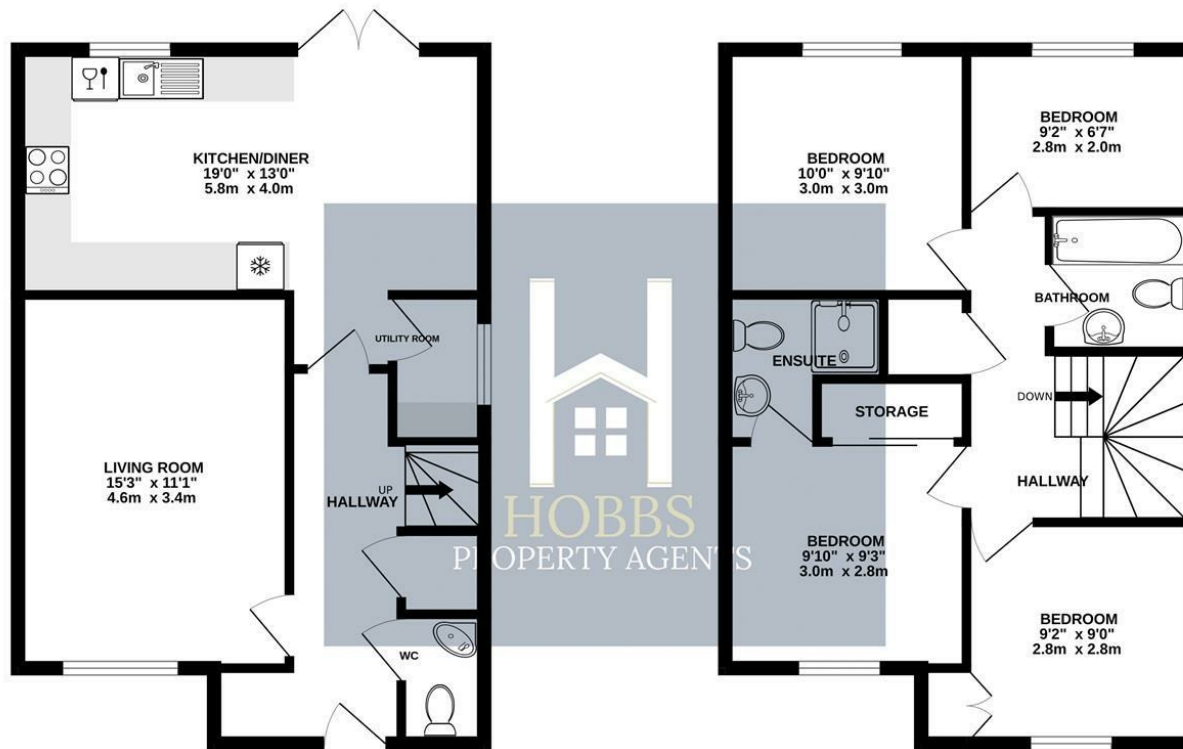 KITCHEN/DINER
19'0" x 13'0"
5.8m x 4.0m
UTILITY ROOM
LIVING ROOM
15'3" x 11'1"
4.6m x 3.4m
UP
HALLWAY
WC
BEDROOM
10'0" x 9'10"
3.0m x 3.0m
BEDROOM
9'2" x 6'7"
2.8m x 2.0m
BATHROOM
ENSUITE
STORAGE
DOWN
HALLWAY
BEDROOM
9'10" x 9'3"
3.0m x 2.8m
BEDROOM
9'2" x 9'0"
2.8m x 2.8m
H
HOBBS
PROPERTY AGENTS